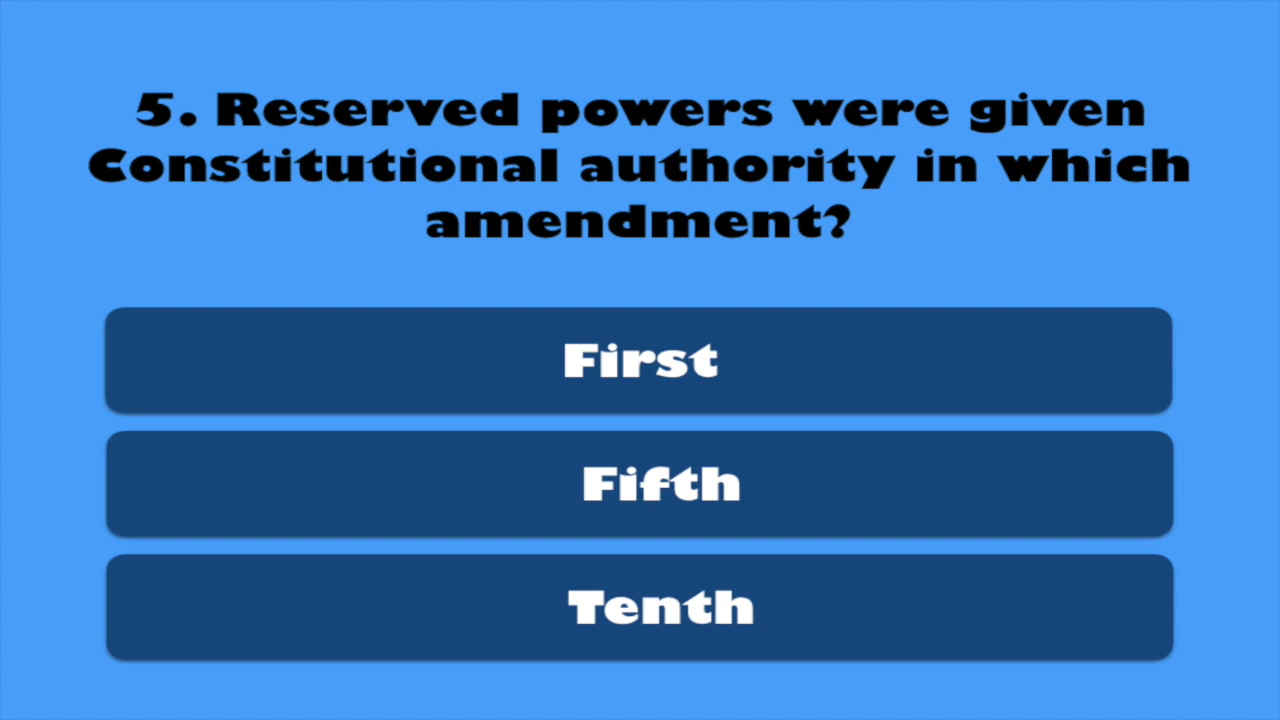 5. Reserved powers were given
Constitutional authority in which
amendment?
First
Fifth
Tenth